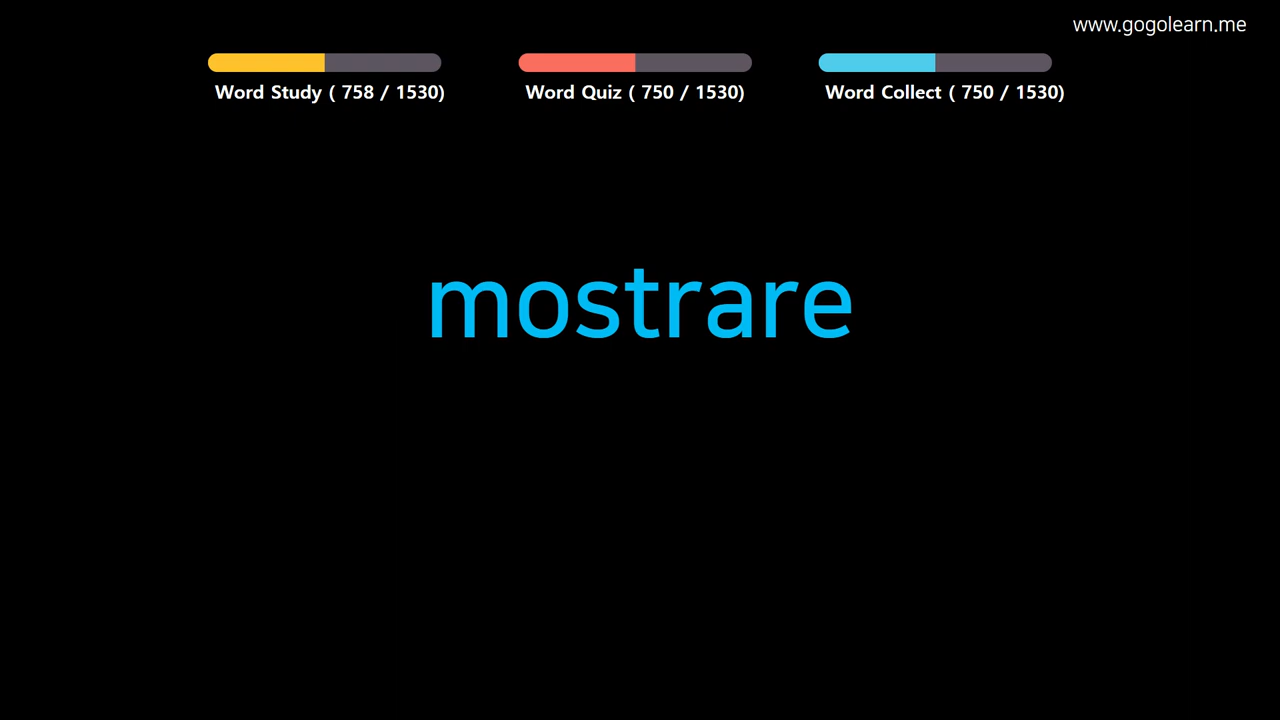 www.gogolearn.me
Word Study ( 758 / 1530)
Word Quiz ( 750 / 1530)
Word Collect ( 750 / 1530)
mostrare